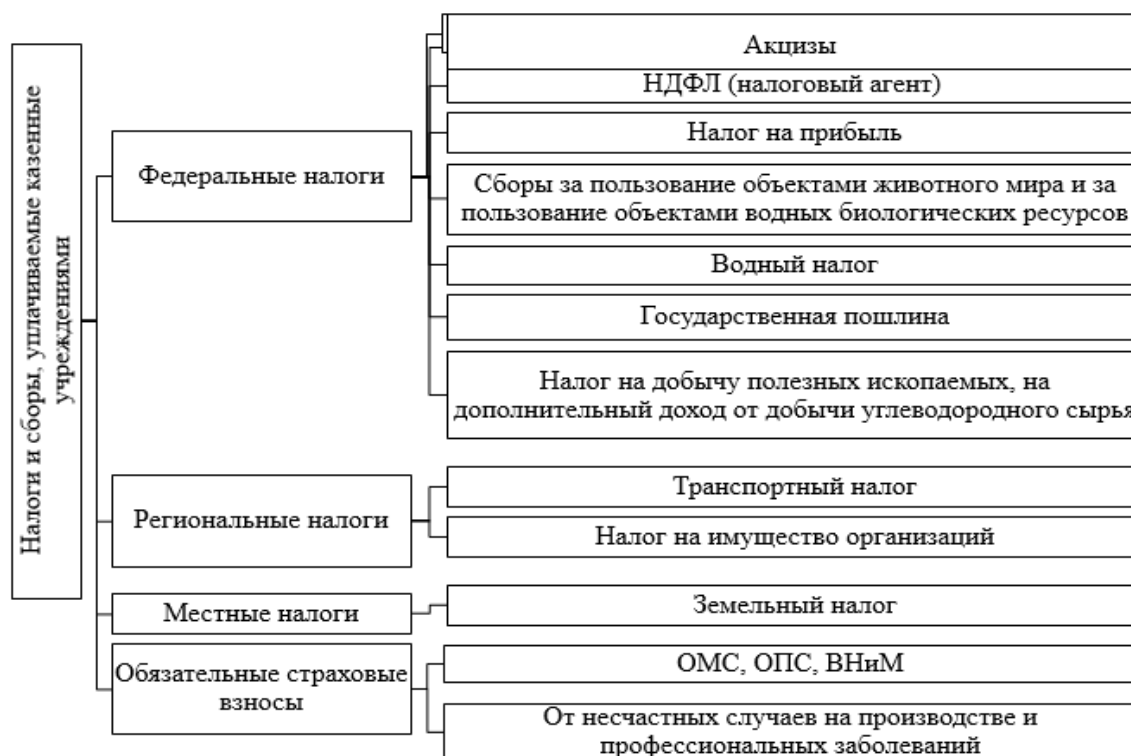 Налоги и сборы, уплачиваемые казенные
учреждениями
Федеральные налоги
Акцизы
НДФЛ (налоговый агент)
Налог на прибыль
Сборы за пользование объектами животного мира и за
пользование объектами водных биологических ресурсов
Водный налог
Государственная пошлина
Налог на добычу полезных ископаемых, на
дополнительный доход от добычи углеводородного сырья
Региональные налоги
Транспортный налог
Налог на имущество организаций
Местные налоги
Земельный налог
Обязательные страховые
взносы
ОМС, ОПС, ВНиМ
От несчастных случаев на производстве и
профессиональных заболеваний